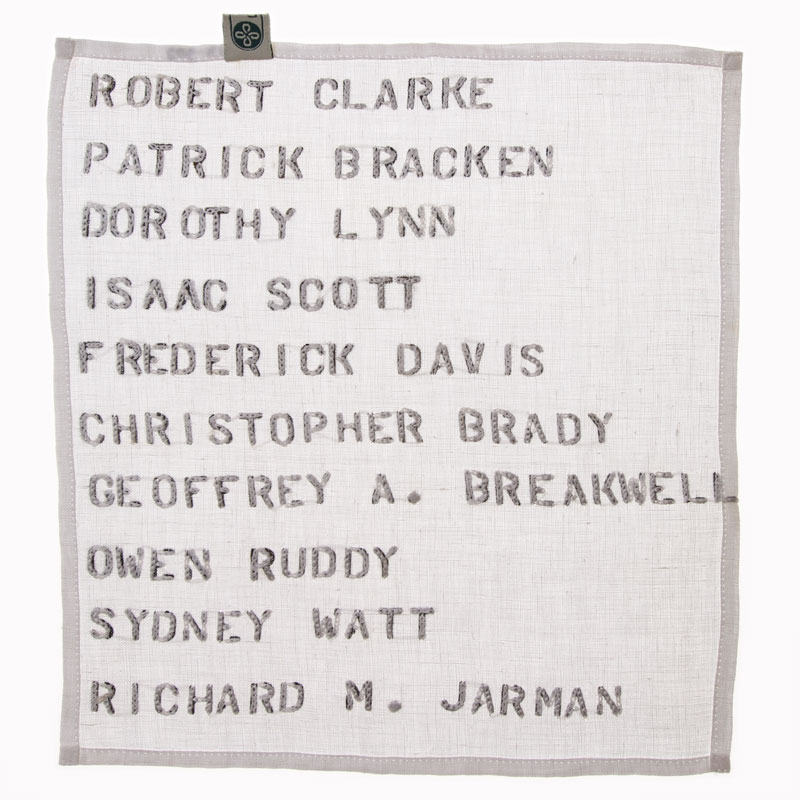 ROBERT CLARKE
PATRICK BRACKEN
DOROTHY LYNN
ISAAC SCOTT
FREDERICK DAVIS
CHRISTOPHER BRADY
GEOFFREY A. BREAKWELL
OWEN RUDDY
SYDNEY WATT
RICHARD M. JARMAN